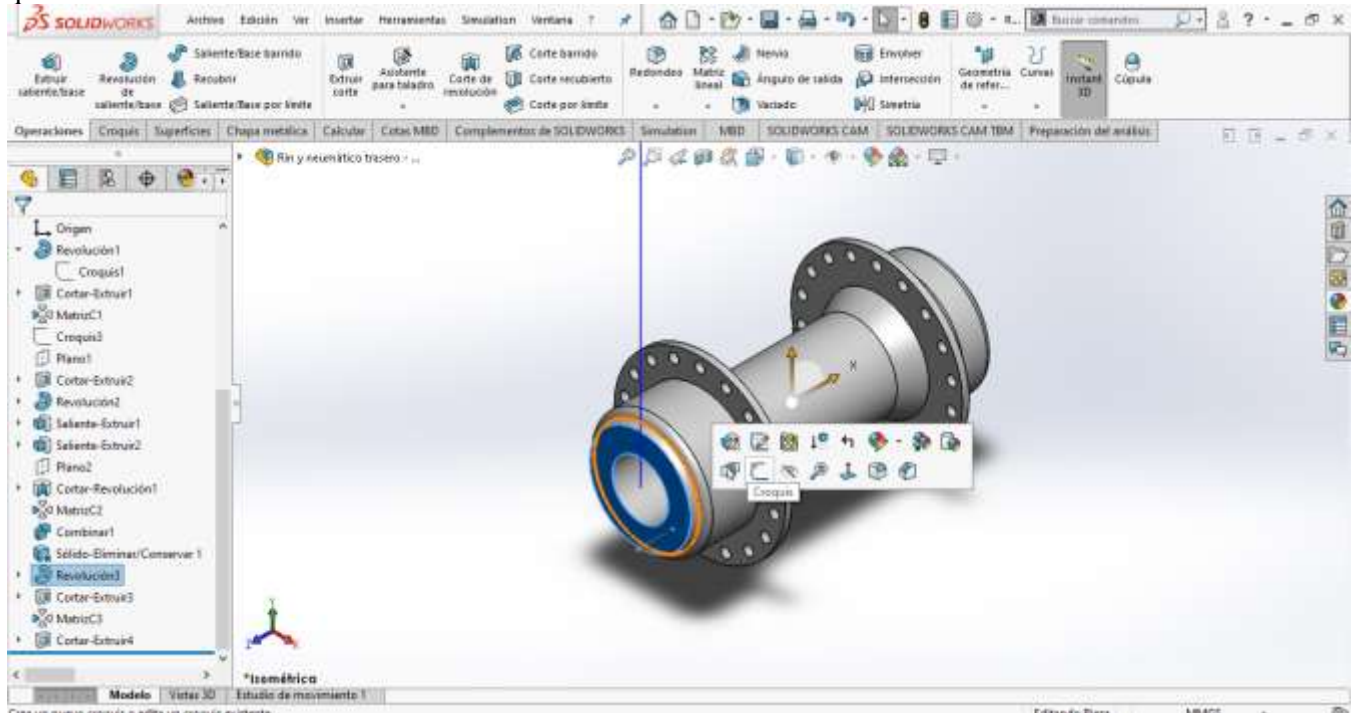 SOLIDWORKS Archivo Edición Ver Insertar Herramientas Simulation Ventana ?
Buscar comandos
Extruir saliente/base
Revolución de saliente/base
Saliente/Base barrido
Recubrir
Saliente/Base por límite
Extruir corte
Asistente para taladro
Corte de revolución
Corte barrido
Corte recubierto
Corte por límite
Redondeo
Matriz lineal
Nervio
Ángulo de salida
Vaciado
Envolver
Intersección
Simetría
Geometría de refer...
Curvas
Instant 3D
Cúpula
Operaciones Croquis Superficies Chapa metálica Calcular Cotas MBD Complementos de SOLIDWORKS Simulation MBD SOLIDWORKS CAM SOLIDWORKS CAM TBM Preparación del análisis
Rin y neumático trasero - ...
Origen
Revolución1
Croquis1
Cortar-Extruir1
MatrizC1
Croquis3
Plano1
Cortar-Extruir2
Revolución2
Saliente-Extruir1
Saliente-Extruir2
Plano2
Cortar-Revolución1
MatrizC2
Combinar1
Sólido-Eliminar/Conservar 1
Revolución3
Cortar-Extruir3
MatrizC3
Cortar-Extruir4
X
Croquis
*Isométrica
Modelo Vistas 3D Estudio de movimiento 1